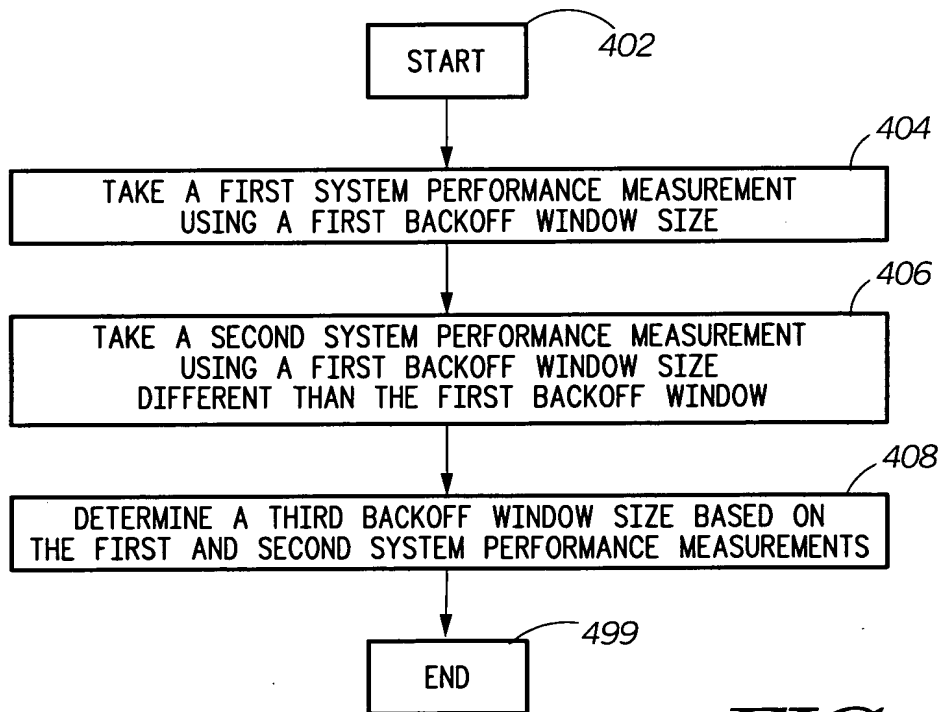 START
402
404
TAKE A FIRST SYSTEM PERFORMANCE MEASUREMENT
USING A FIRST BACKOFF WINDOW SIZE
406
TAKE A SECOND SYSTEM PERFORMANCE MEASUREMENT
USING A FIRST BACKOFF WINDOW SIZE
DIFFERENT THAN THE FIRST BACKOFF WINDOW
408
DETERMINE A THIRD BACKOFF WINDOW SIZE BASED ON
THE FIRST AND SECOND SYSTEM PERFORMANCE MEASUREMENTS
499
END